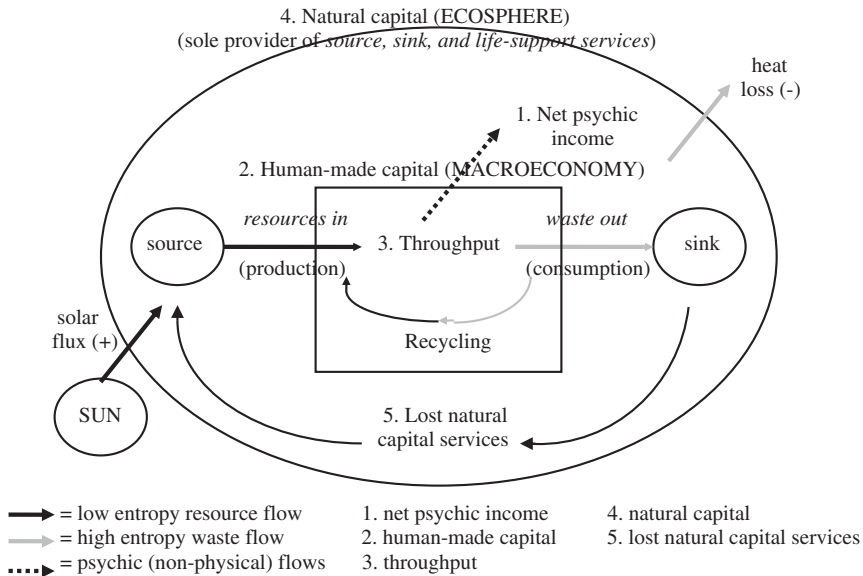 4. Natural capital (ECOSPHERE)
(sole provider of source, sink, and life-support services)
heat
loss (-)
1. Net psychic
income
2. Human-made capital (MACROECONOMY)
resources in
waste out
source
3. Throughput
sink
(production)
(consumption)
solar
flux (+)
Recycling
SUN
5. Lost natural
capital services
= low entropy resource flow
= high entropy waste flow
= psychic (non-physical) flows
1. net psychic income
2. human-made capital
3. throughput
4. natural capital
5. lost natural capital services